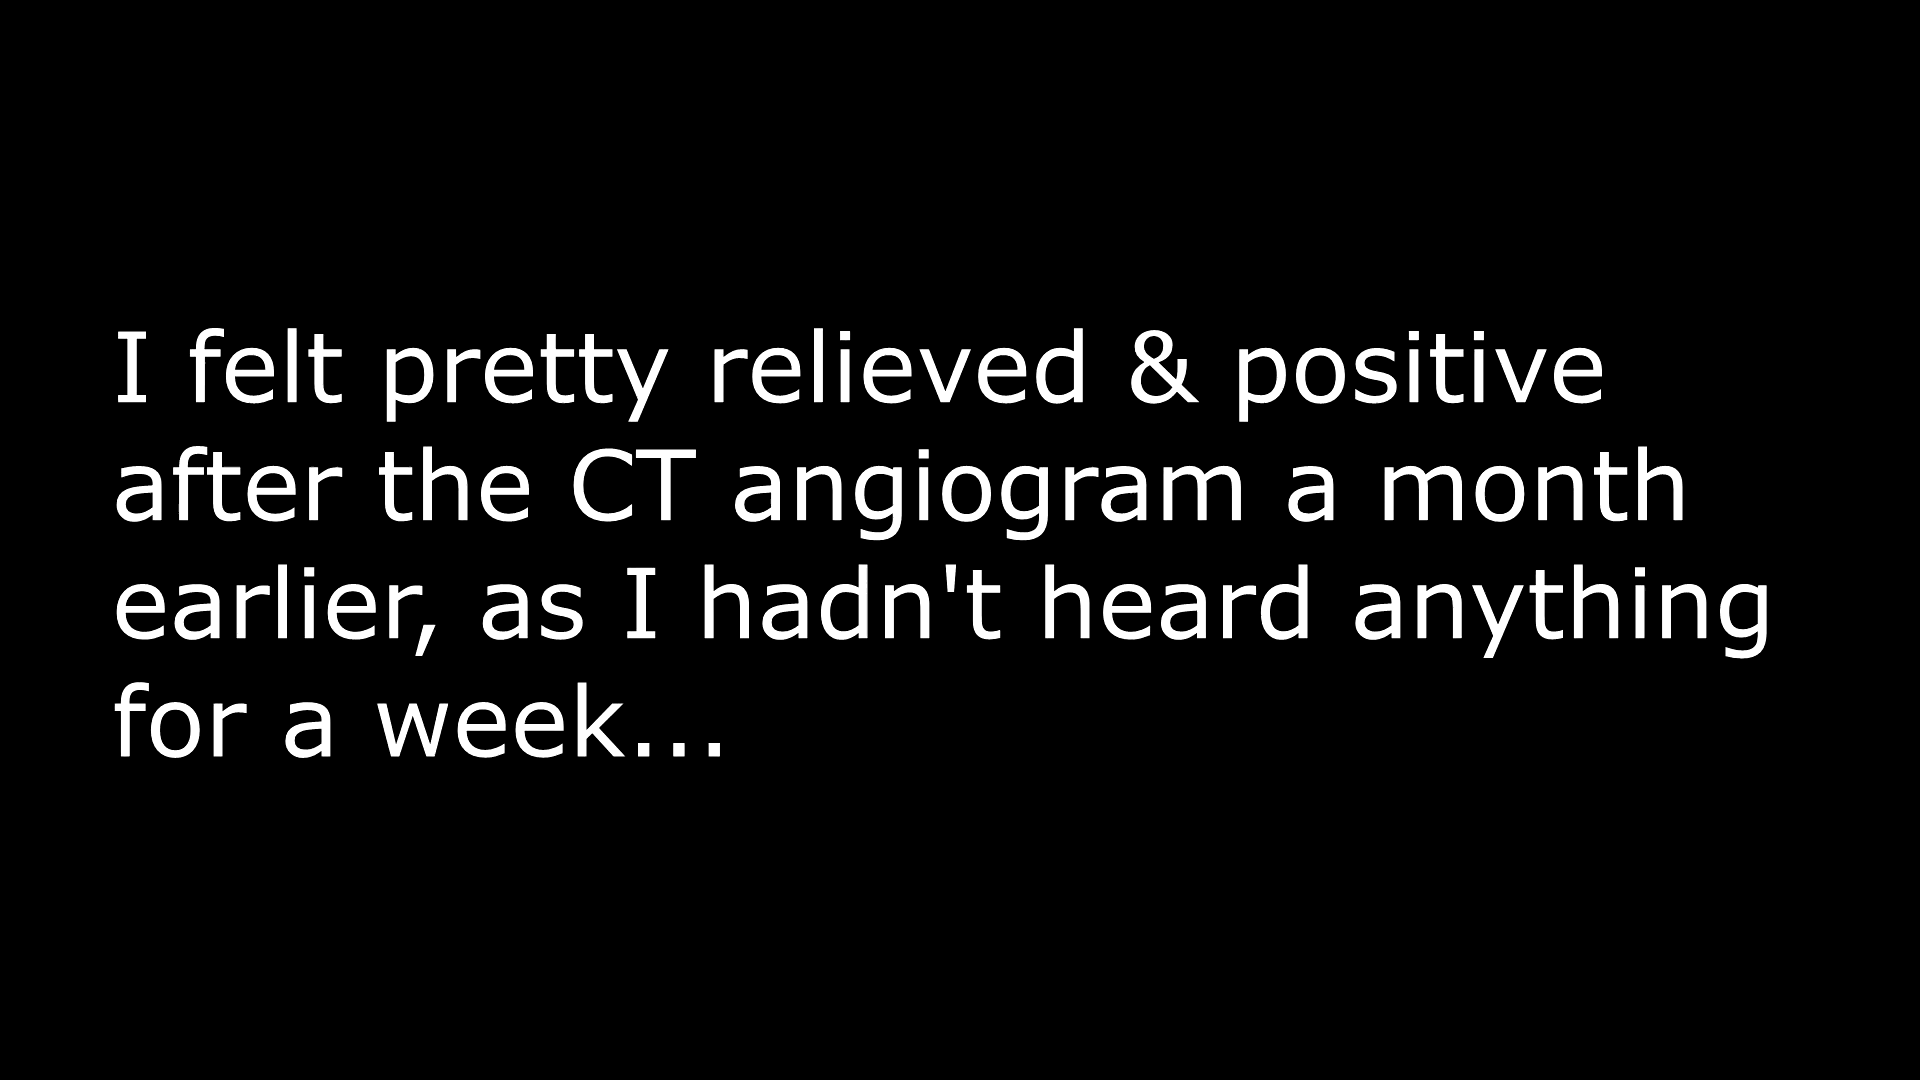 I felt pretty relieved & positive
after the CT angiogram a month
earlier, as I hadn't heard anything
for a week...